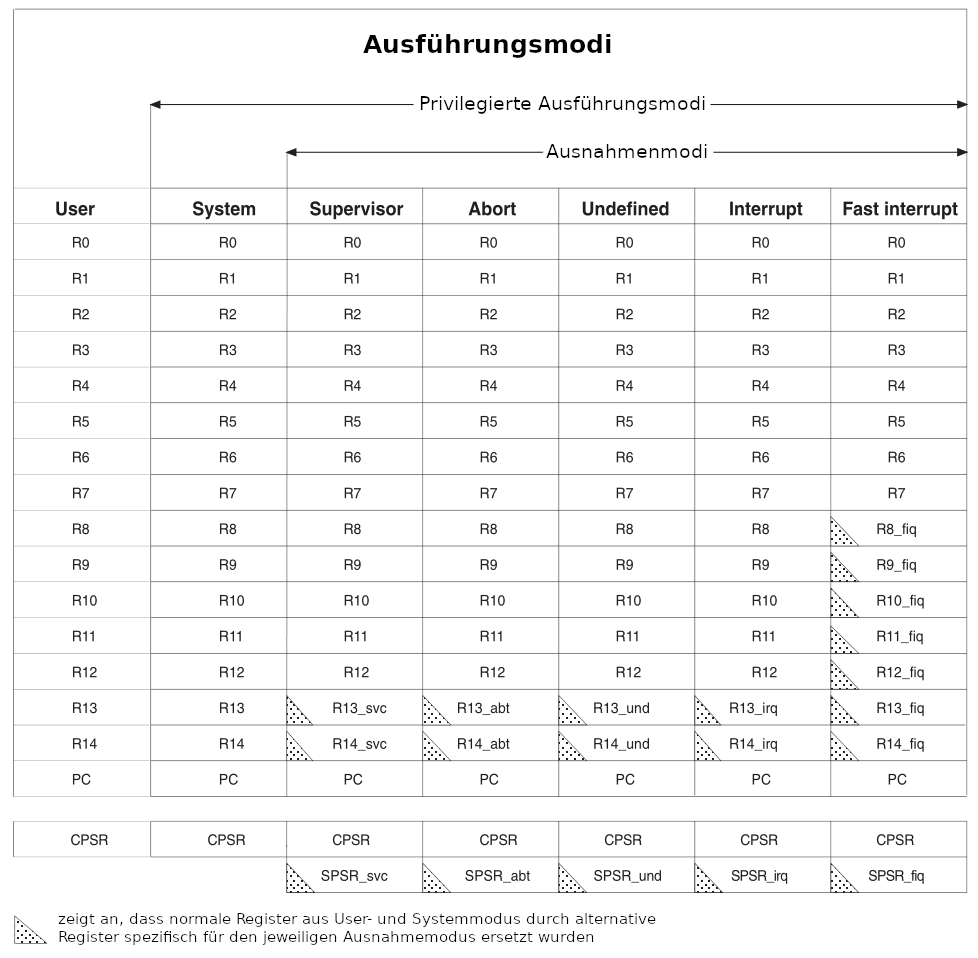 Ausführungsmodi
Privilegierte Ausführungsmodi
Ausnahmenmodi
User System Supervisor Abort Undefined Interrupt Fast interrupt
R0 R0 R0 R0 R0 R0 R0
R1 R1 R1 R1 R1 R1 R1
R2 R2 R2 R2 R2 R2 R2
R3 R3 R3 R3 R3 R3 R3
R4 R4 R4 R4 R4 R4 R4
R5 R5 R5 R5 R5 R5 R5
R6 R6 R6 R6 R6 R6 R6
R7 R7 R7 R7 R7 R7 R7
R8 R8 R8 R8 R8 R8 R8_fiq
R9 R9 R9 R9 R9 R9 R9_fiq
R10 R10 R10 R10 R10 R10 R10_fiq
R11 R11 R11 R11 R11 R11 R11_fiq
R12 R12 R12 R12 R12 R12 R12_fiq
R13 R13 R13_svc R13_abt R13_und R13_irq R13_fiq
R14 R14 R14_svc R14_abt R14_und R14_irq R14_fiq
PC PC PC PC PC PC PC
CPSR CPSR CPSR CPSR CPSR CPSR CPSR
SPSR_svc SPSR_abt SPSR_und SPSR_irq SPSR_fiq
zeigt an, dass normale Register aus User- und Systemmodus durch alternative
Register spezifisch für den jeweiligen Ausnahmemodus ersetzt wurden